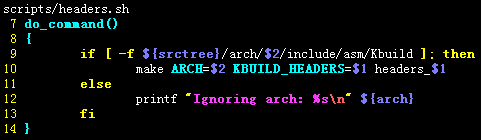 scripts/headers.sh
7 do_command()
8 {
9 if [ -f ${srctree}/arch/$2/include/asm/Kbuild ]; then
10 make ARCH=$2 KBUILD_HEADERS=$1 headers_$1
11 else
12 printf "Ignoring arch: %s\n" ${arch}
13 fi
14 }